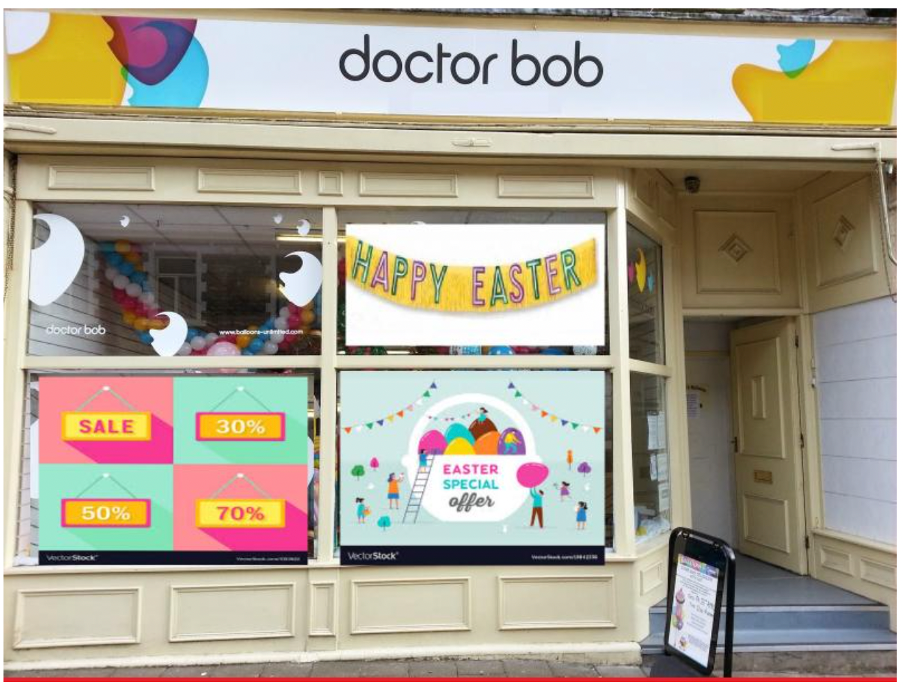 doctor bob
HAPPY EASTER
doctor bob
www.balloons-unlimited.com
SALE
30%
50%
70%
VectorStock®
EASTER
SPECIAL
offer
VectorStock®